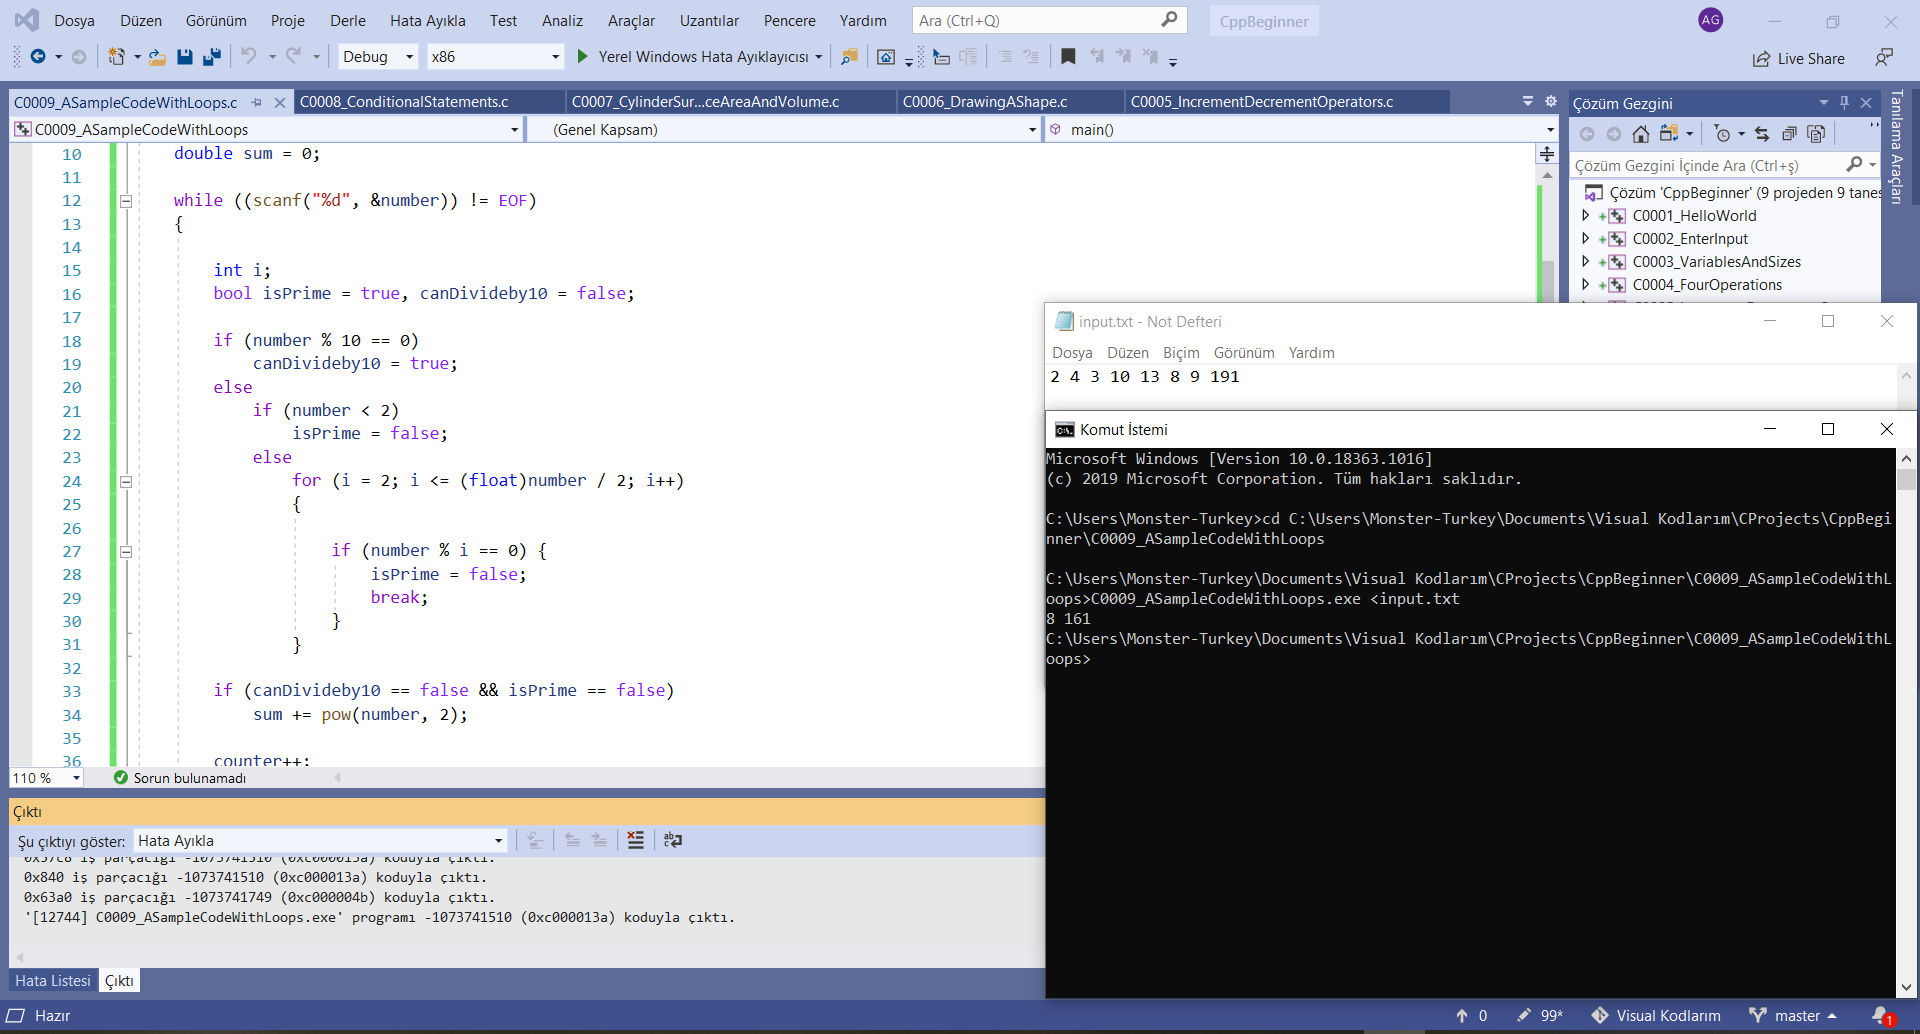 Dosya Düzen Görünüm Proje Derle Hata Ayıkla Test Analiz Araçlar Uzantılar Pencere Yardım Ara (Ctrl+Q) CppBeginner AG
Debug x86 Yerel Windows Hata Ayıklayıcısı Live Share
C0009_ASampleCodeWithLoops.c C0008_ConditionalStatements.c C0007_CylinderSur...ceAreaAndVolume.c C0006_DrawingAShape.c C0005_IncrementDecrementOperators.c
C0009_ASampleCodeWithLoops (Genel Kapsam) main()
10 double sum = 0;
11
12 while ((scanf("%d", &number)) != EOF)
13 {
14
15 int i;
16 bool isPrime = true, canDivideby10 = false;
17
18 if (number % 10 == 0)
19 canDivideby10 = true;
20 else
21 if (number < 2)
22 isPrime = false;
23 else
24 for (i = 2; i <= (float)number / 2; i++)
25 {
26
27 if (number % i == 0) {
28 isPrime = false;
29 break;
30 }
31 }
32
33 if (canDivideby10 == false && isPrime == false)
34 sum += pow(number, 2);
35
36 counter++;
110 % Sorun bulunamadı
Çıktı
Şu çıktıyı göster: Hata Ayıkla
0x57c8 iş parçacığı -1073741510 (0xc000013a) koduyla çıktı.
0x840 iş parçacığı -1073741510 (0xc000013a) koduyla çıktı.
0x63a0 iş parçacığı -1073741749 (0xc000004b) koduyla çıktı.
'[12744] C0009_ASampleCodeWithLoops.exe' programı -1073741510 (0xc000013a) koduyla çıktı.
Hata Listesi Çıktı
Çözüm Gezgini
Çözüm Gezgini İçinde Ara (Ctrl+ş)
Çözüm 'CppBeginner' (9 projeden 9 tanes
C0001_HelloWorld
C0002_EnterInput
C0003_VariablesAndSizes
C0004_FourOperations
Tanılama Araçları
input.txt - Not Defteri
Dosya Düzen Biçim Görünüm Yardım
2 4 3 10 13 8 9 191
Komut İstemi
Microsoft Windows [Version 10.0.18363.1016]
(c) 2019 Microsoft Corporation. Tüm hakları saklıdır.
C:\Users\Monster-Turkey>cd C:\Users\Monster-Turkey\Documents\Visual Kodlarım\CProjects\CppBegi
nner\C0009_ASampleCodeWithLoops
C:\Users\Monster-Turkey\Documents\Visual Kodlarım\CProjects\CppBeginner\C0009_ASampleCodeWithL
oops>C0009_ASampleCodeWithLoops.exe <input.txt
8 161
C:\Users\Monster-Turkey\Documents\Visual Kodlarım\CProjects\CppBeginner\C0009_ASampleCodeWithL
oops>
Hazır 0 99* Visual Kodlarım master 1